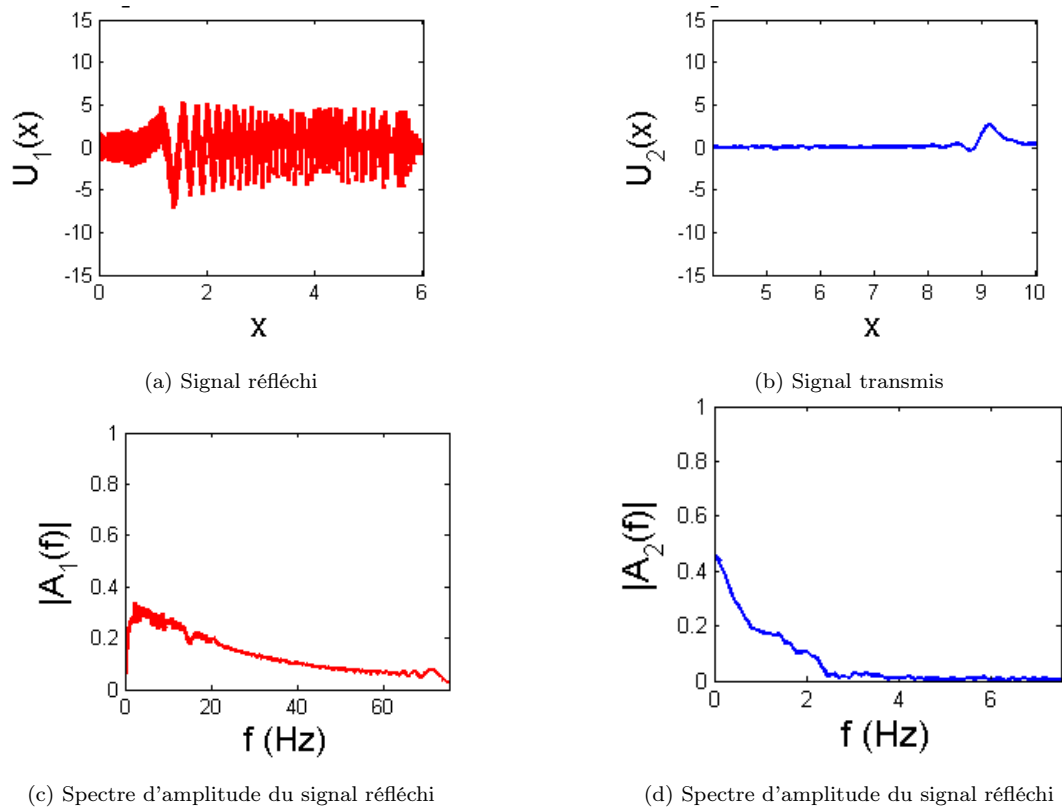 15
10
5
0
-5
-10
-15
0 2 4 6
U1(x)
x
(a) Signal réfléchi
15
10
5
0
-5
-10
-15
5 6 7 8 9 10
U2(x)
x
(b) Signal transmis
1
0.8
0.6
0.4
0.2
0
0 20 40 60
|A1(f)|
f (Hz)
(c) Spectre d'amplitude du signal réfléchi
1
0.8
0.6
0.4
0.2
0
0 2 4 6
|A2(f)|
f (Hz)
(d) Spectre d'amplitude du signal réfléchi